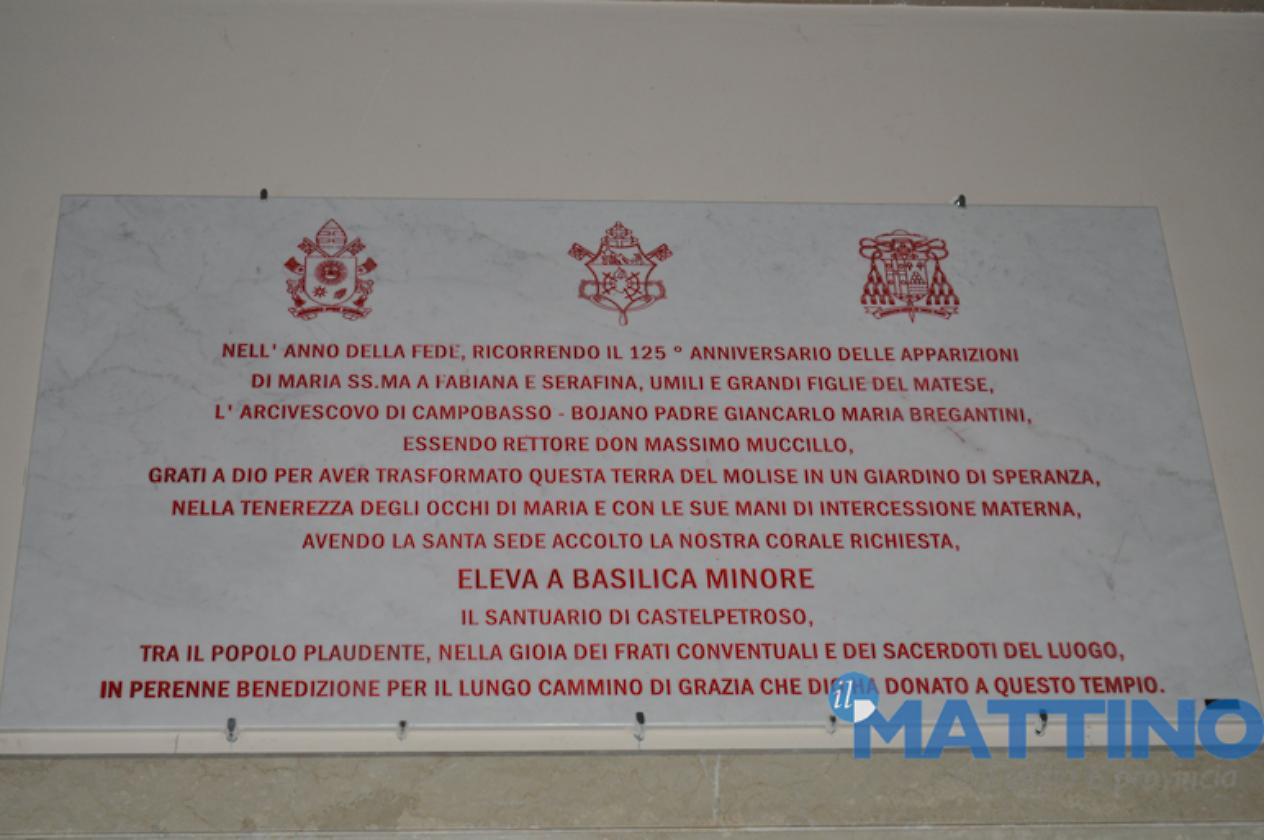 NELL' ANNO DELLA FEDE, RICORRENDO IL 125 ° ANNIVERSARIO DELLE APPARIZIONI
DI MARIA SS.MA A FABIANA E SERAFINA, UMILI E GRANDI FIGLIE DEL MATESE,
L' ARCIVESCOVO DI CAMPOBASSO - BOJANO PADRE GIANCARLO MARIA BREGANTINI,
ESSENDO RETTORE DON MASSIMO MUCCILLO,
GRATI A DIO PER AVER TRASFORMATO QUESTA TERRA DEL MOLISE IN UN GIARDINO DI SPERANZA,
NELLA TENEREZZA DEGLI OCCHI DI MARIA E CON LE SUE MANI DI INTERCESSIONE MATERNA,
AVENDO LA SANTA SEDE ACCOLTO LA NOSTRA CORALE RICHIESTA,
ELEVA A BASILICA MINORE
IL SANTUARIO DI CASTELPETROSO,
TRA IL POPOLO PLAUDENTE, NELLA GIOIA DEI FRATI CONVENTUALI E DEI SACERDOTI DEL LUOGO,
IN PERENNE BENEDIZIONE PER IL LUNGO CAMMINO DI GRAZIA CHE HA DONATO A QUESTO TEMPIO.
il MATTINO
provincia